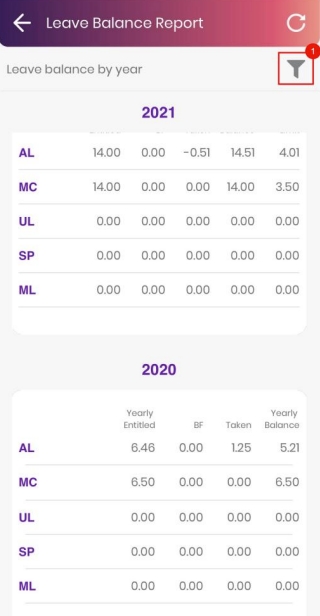 Leave Balance Report
1
Leave balance by year
2021
AL 14.00 0.00 -0.51 14.51 4.01
MC 14.00 0.00 0.00 14.00 3.50
UL 0.00 0.00 0.00 0.00 0.00
SP 0.00 0.00 0.00 0.00 0.00
ML 0.00 0.00 0.00 0.00 0.00
2020
Yearly Yearly
Entitled BF Taken Balance
AL 6.46 0.00 1.25 5.21
MC 6.50 0.00 0.00 6.50
UL 0.00 0.00 0.00 0.00
SP 0.00 0.00 0.00 0.00
ML 0.00 0.00 0.00 0.00